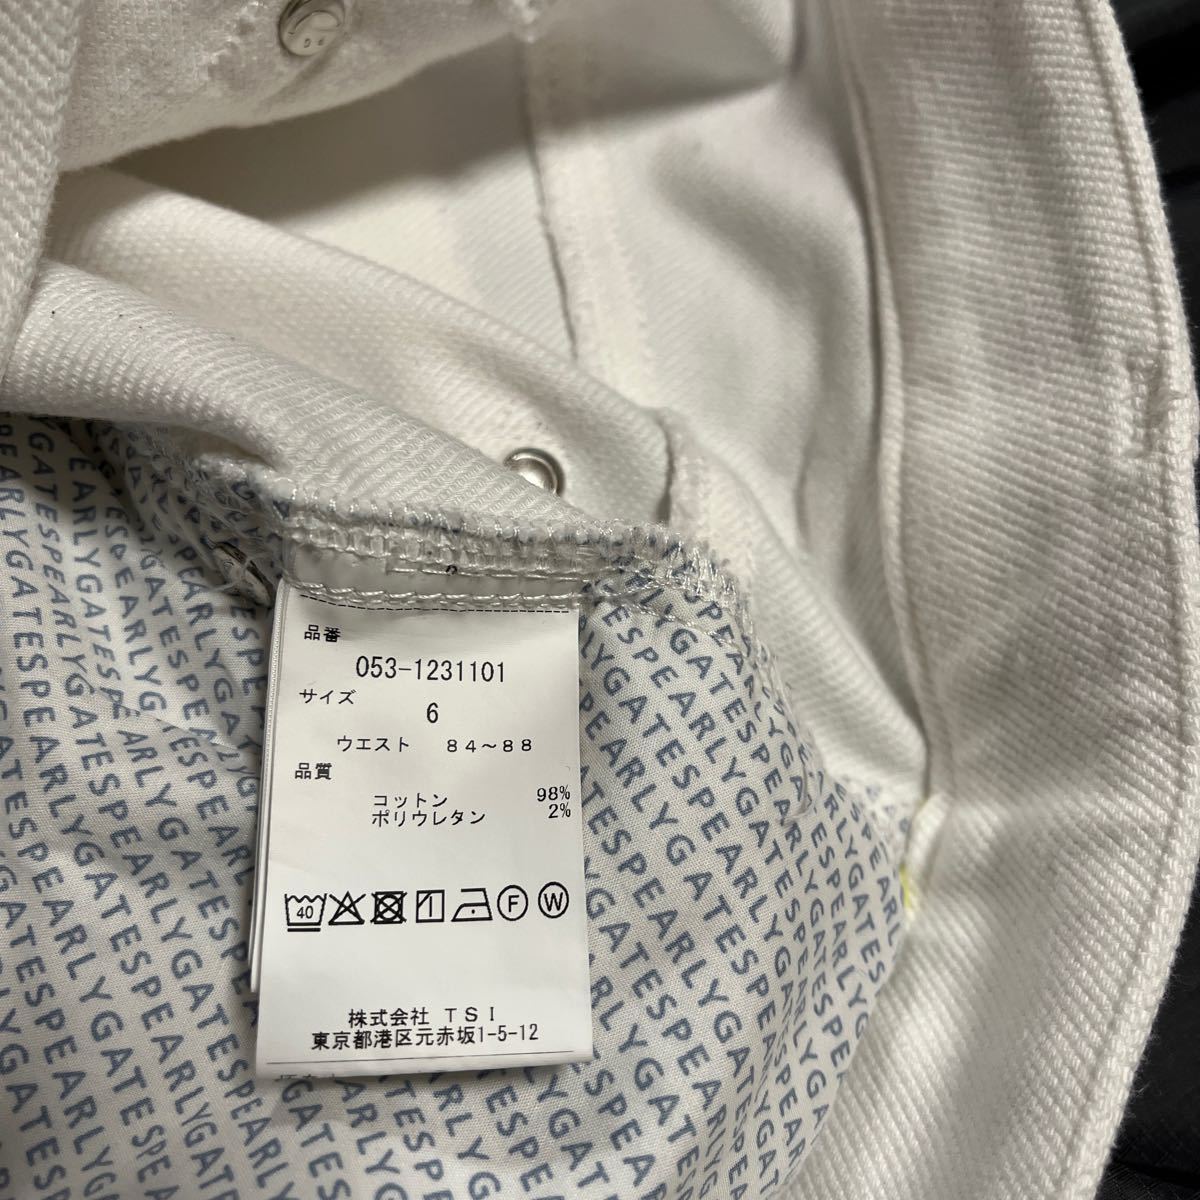 品番
053-1231101
サイズ
6
ウエスト 84～88
品質
コットン 98%
ポリウレタン 2%
40
F
W
株式会社 TSI
東京都港区元赤坂1-5-12
PEARLYGATESPEARLYGATES